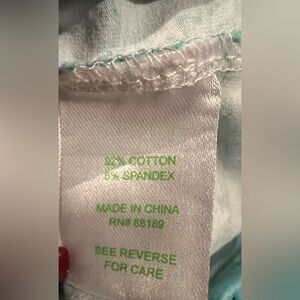 92% COTTON
8% SPANDEX
MADE IN CHINA
RN# 88189
SEE REVERSE
FOR CARE